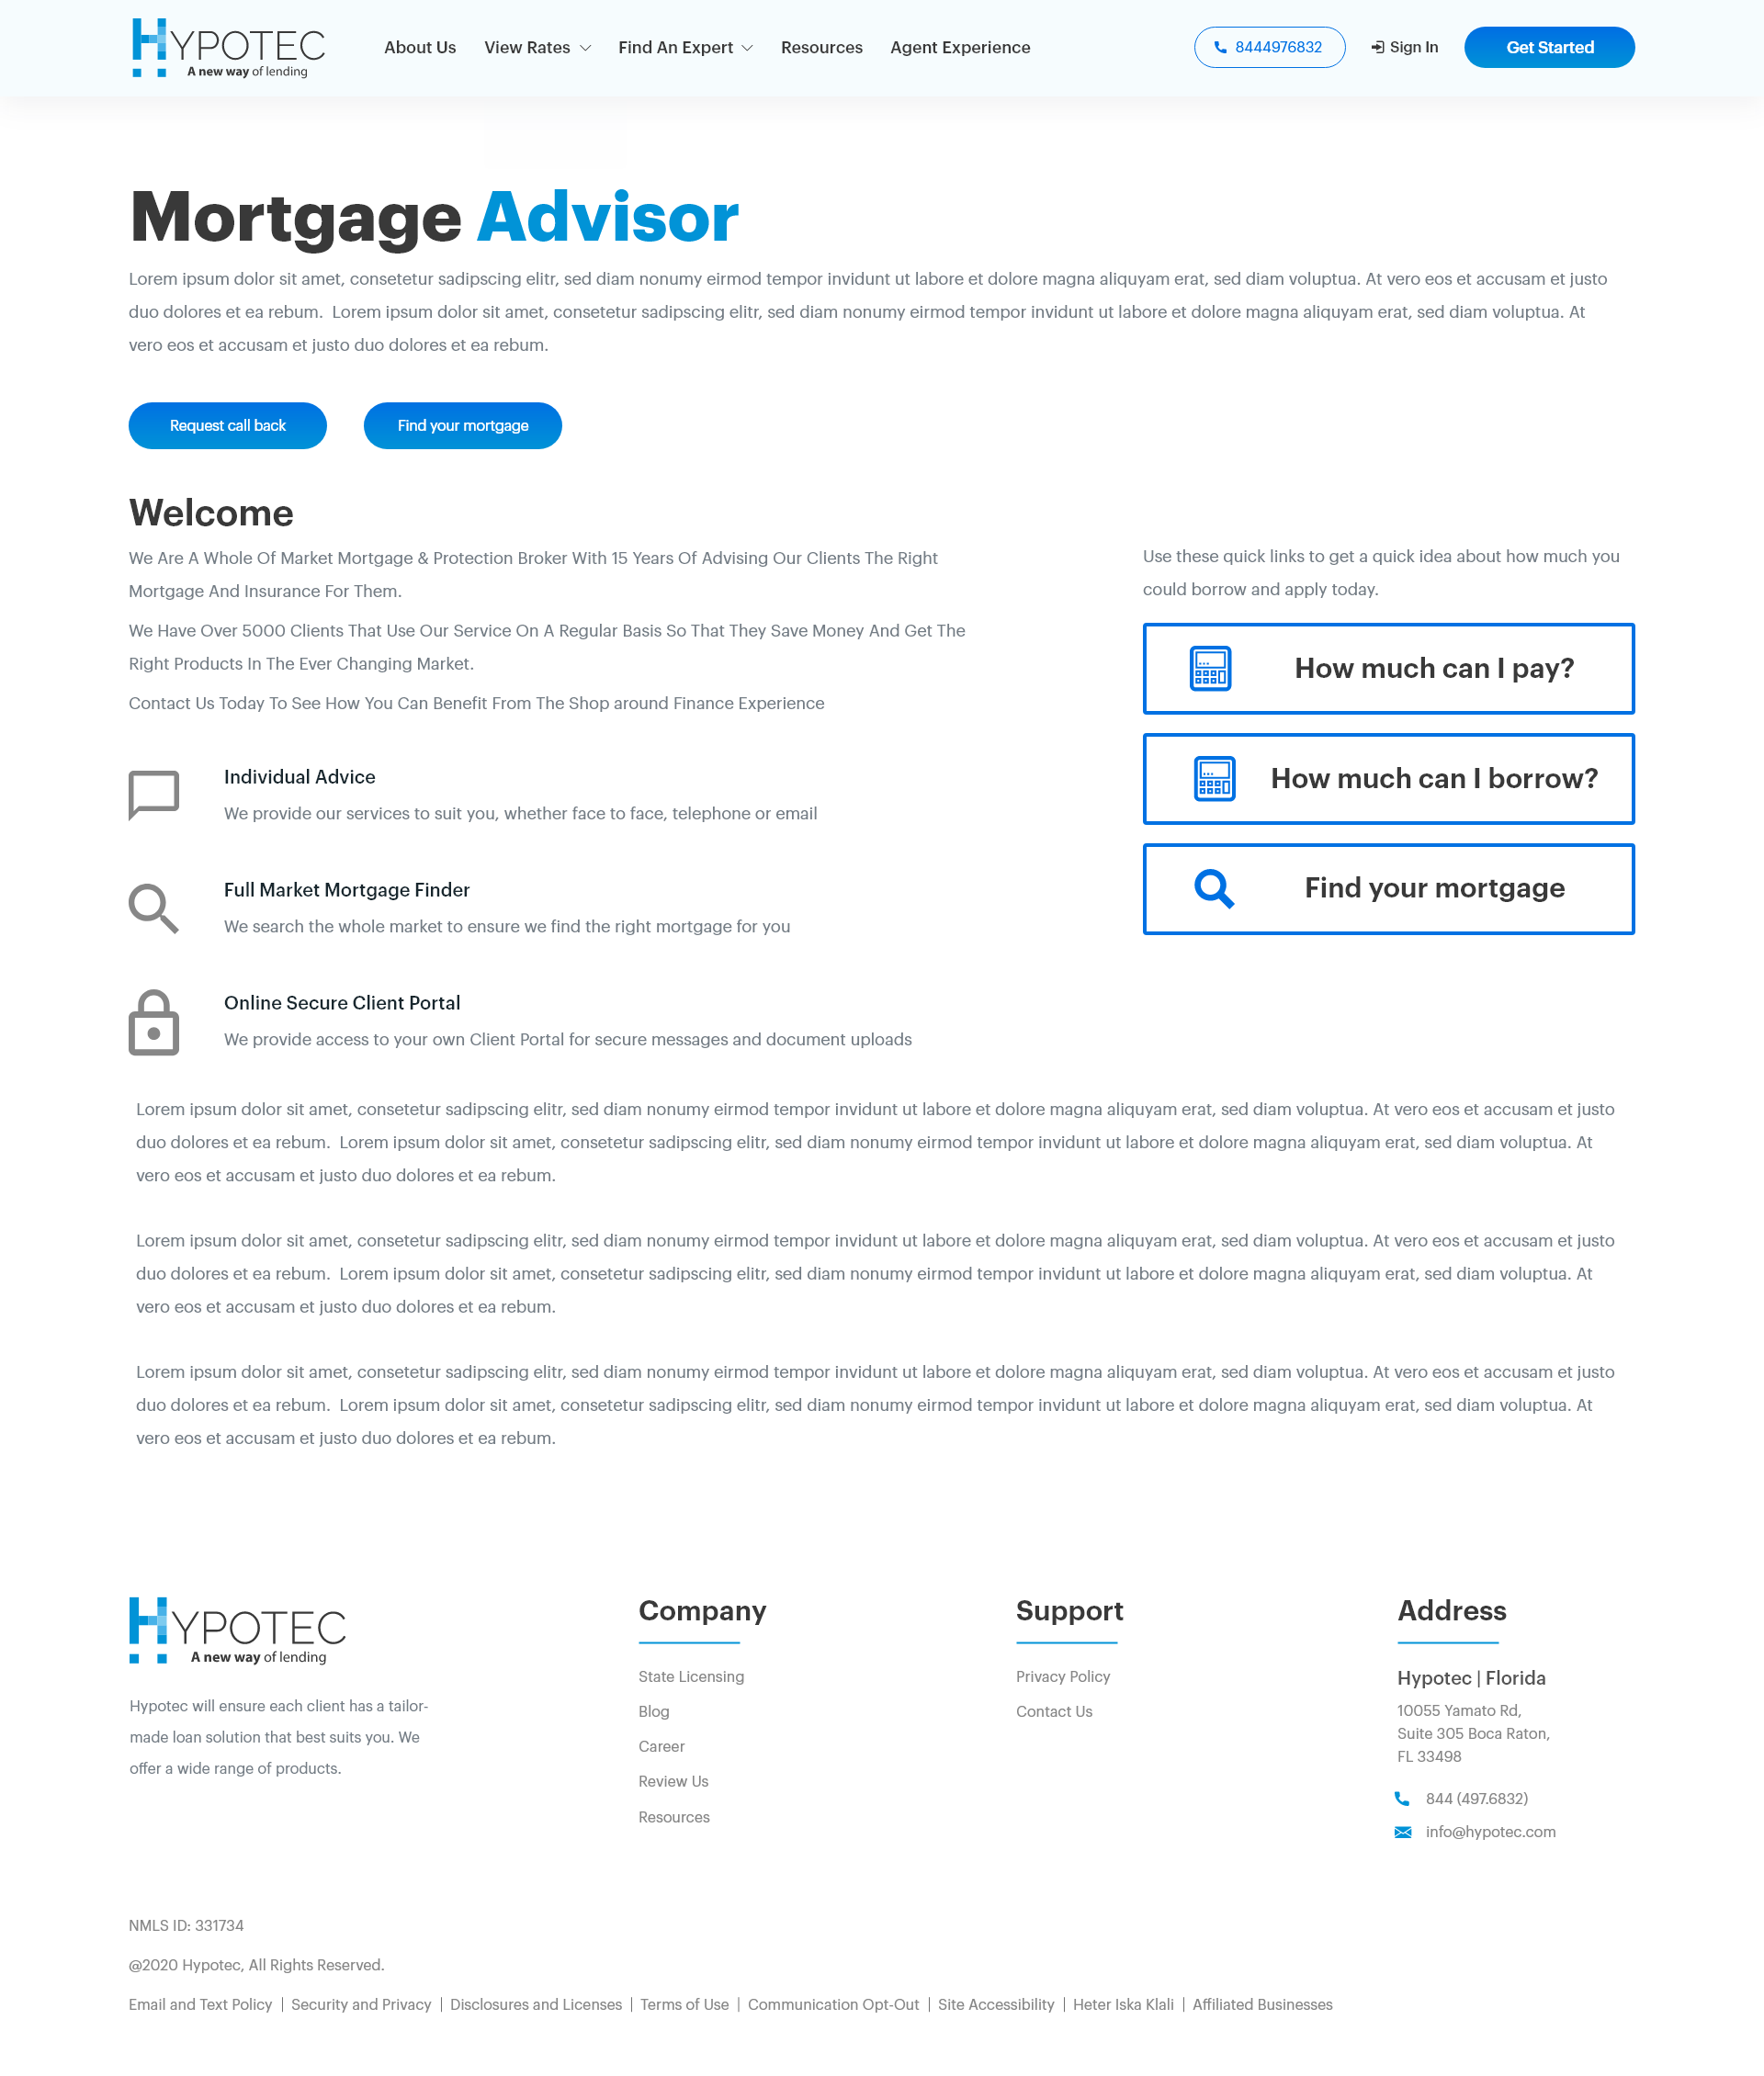 HYPOTEC
A new way of lending
About Us
View Rates
Find An Expert
Resources
Agent Experience
8444976832
Sign In
Get Started
Mortgage Advisor
Lorem ipsum dolor sit amet, consetetur sadipscing elitr, sed diam nonumy eirmod tempor invidunt ut labore et dolore magna aliquyam erat, sed diam voluptua. At vero eos et accusam et justo
duo dolores et ea rebum.  Lorem ipsum dolor sit amet, consetetur sadipscing elitr, sed diam nonumy eirmod tempor invidunt ut labore et dolore magna aliquyam erat, sed diam voluptua. At
vero eos et accusam et justo duo dolores et ea rebum.
Request call back
Find your mortgage
Welcome
We Are A Whole Of Market Mortgage & Protection Broker With 15 Years Of Advising Our Clients The Right
Mortgage And Insurance For Them.
We Have Over 5000 Clients That Use Our Service On A Regular Basis So That They Save Money And Get The
Right Products In The Ever Changing Market.
Contact Us Today To See How You Can Benefit From The Shop around Finance Experience
Individual Advice
We provide our services to suit you, whether face to face, telephone or email
Full Market Mortgage Finder
We search the whole market to ensure we find the right mortgage for you
Online Secure Client Portal
We provide access to your own Client Portal for secure messages and document uploads
Use these quick links to get a quick idea about how much you
could borrow and apply today.
How much can I pay?
How much can I borrow?
Find your mortgage
Lorem ipsum dolor sit amet, consetetur sadipscing elitr, sed diam nonumy eirmod tempor invidunt ut labore et dolore magna aliquyam erat, sed diam voluptua. At vero eos et accusam et justo
duo dolores et ea rebum.  Lorem ipsum dolor sit amet, consetetur sadipscing elitr, sed diam nonumy eirmod tempor invidunt ut labore et dolore magna aliquyam erat, sed diam voluptua. At
vero eos et accusam et justo duo dolores et ea rebum.
Lorem ipsum dolor sit amet, consetetur sadipscing elitr, sed diam nonumy eirmod tempor invidunt ut labore et dolore magna aliquyam erat, sed diam voluptua. At vero eos et accusam et justo
duo dolores et ea rebum.  Lorem ipsum dolor sit amet, consetetur sadipscing elitr, sed diam nonumy eirmod tempor invidunt ut labore et dolore magna aliquyam erat, sed diam voluptua. At
vero eos et accusam et justo duo dolores et ea rebum.
Lorem ipsum dolor sit amet, consetetur sadipscing elitr, sed diam nonumy eirmod tempor invidunt ut labore et dolore magna aliquyam erat, sed diam voluptua. At vero eos et accusam et justo
duo dolores et ea rebum.  Lorem ipsum dolor sit amet, consetetur sadipscing elitr, sed diam nonumy eirmod tempor invidunt ut labore et dolore magna aliquyam erat, sed diam voluptua. At
vero eos et accusam et justo duo dolores et ea rebum.
HYPOTEC
A new way of lending
Hypotec will ensure each client has a tailor-
made loan solution that best suits you. We
offer a wide range of products.
Company
State Licensing
Blog
Career
Review Us
Resources
Support
Privacy Policy
Contact Us
Address
Hypotec | Florida
10055 Yamato Rd,
Suite 305 Boca Raton,
FL 33498
844 (497.6832)
info@hypotec.com
NMLS ID: 331734
@2020 Hypotec, All Rights Reserved.
Email and Text Policy | Security and Privacy | Disclosures and Licenses | Terms of Use | Communication Opt-Out | Site Accessibility | Heter Iska Klali | Affiliated Businesses